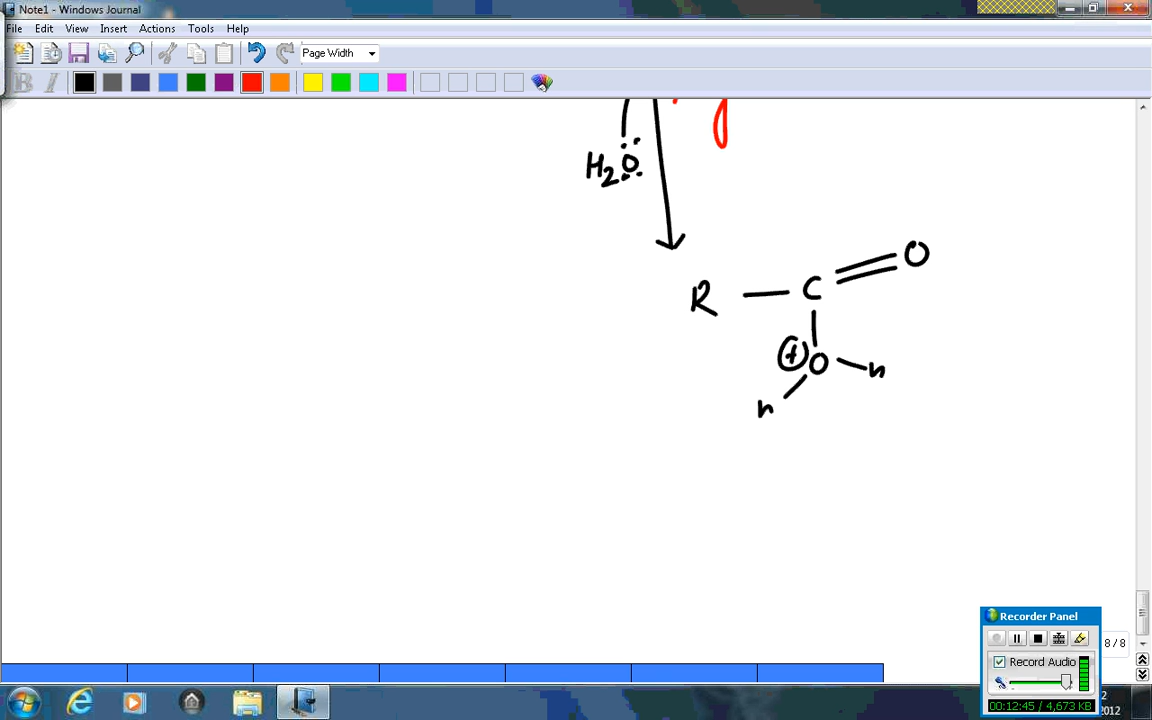 Note1 - Windows Journal
File Edit View Insert Actions Tools Help
Page Width
B I
H2O
R — C = O
+ O H
H
Recorder Panel
Record Audio
00:12:45 / 4,673 KB
8 / 8
2012